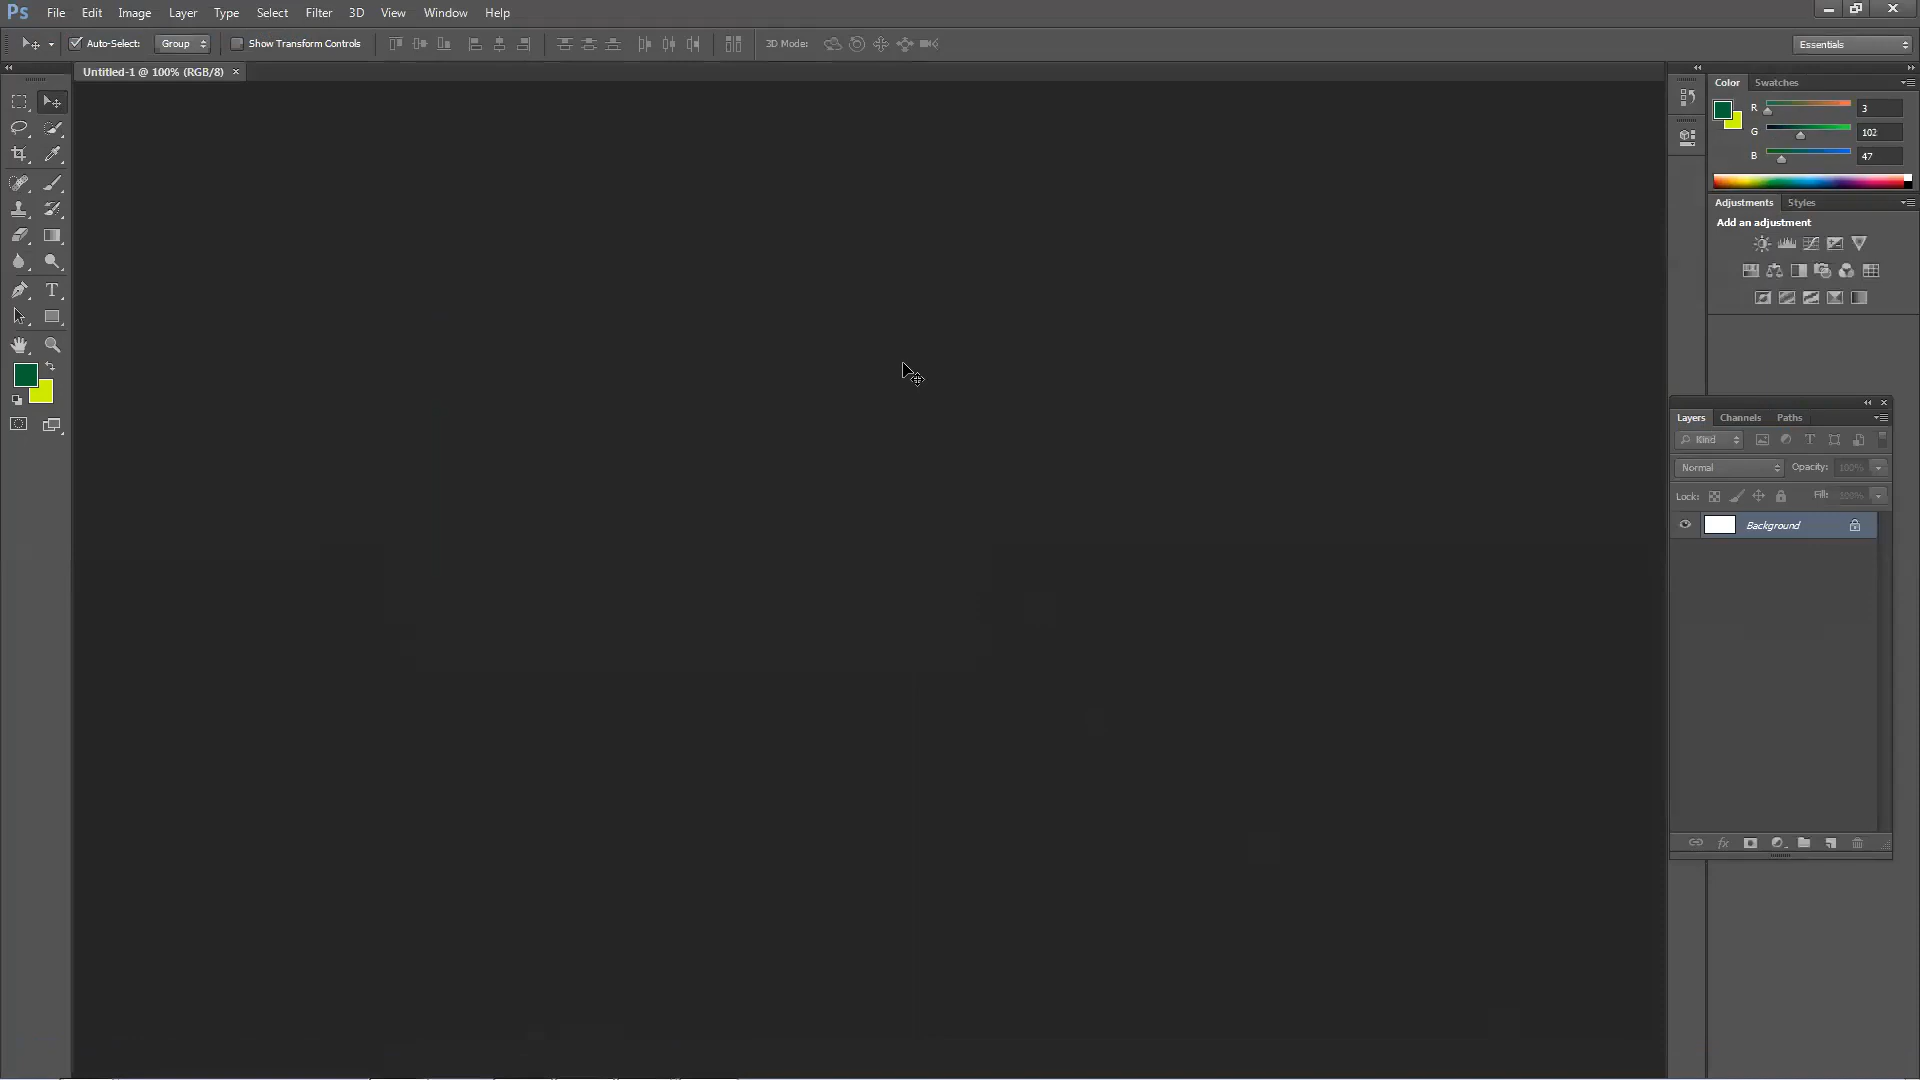 Ps File Edit Image Layer Type Select Filter 3D View Window Help
Auto-Select: Group Show Transform Controls 3D Mode: Essentials
Untitled-1 @ 100% (RGB/8) ×
Color Swatches
R 3
G 102
B 47
Adjustments Styles
Add an adjustment
Layers Channels Paths
Kind
Normal Opacity: 100%
Lock: Fill: 100%
Background